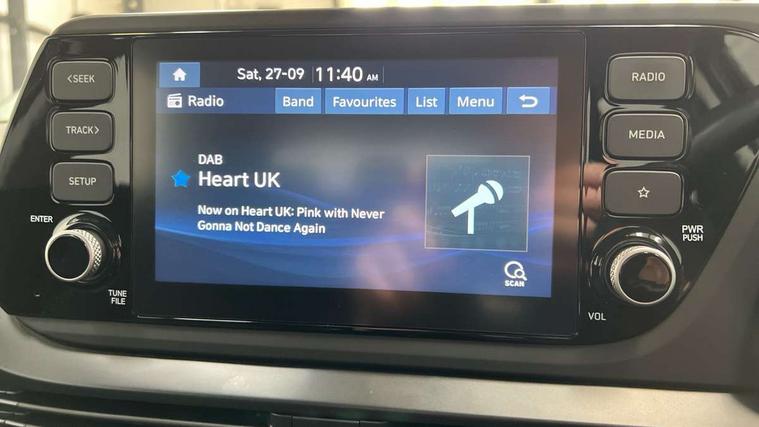 <SEEK
TRACK>
SETUP
ENTER
TUNE
FILE
Sat, 27-09 11:40 AM
Radio Band Favourites List Menu
DAB
Heart UK
Now on Heart UK: Pink with Never
Gonna Not Dance Again
SCAN
RADIO
MEDIA
PWR
PUSH
VOL